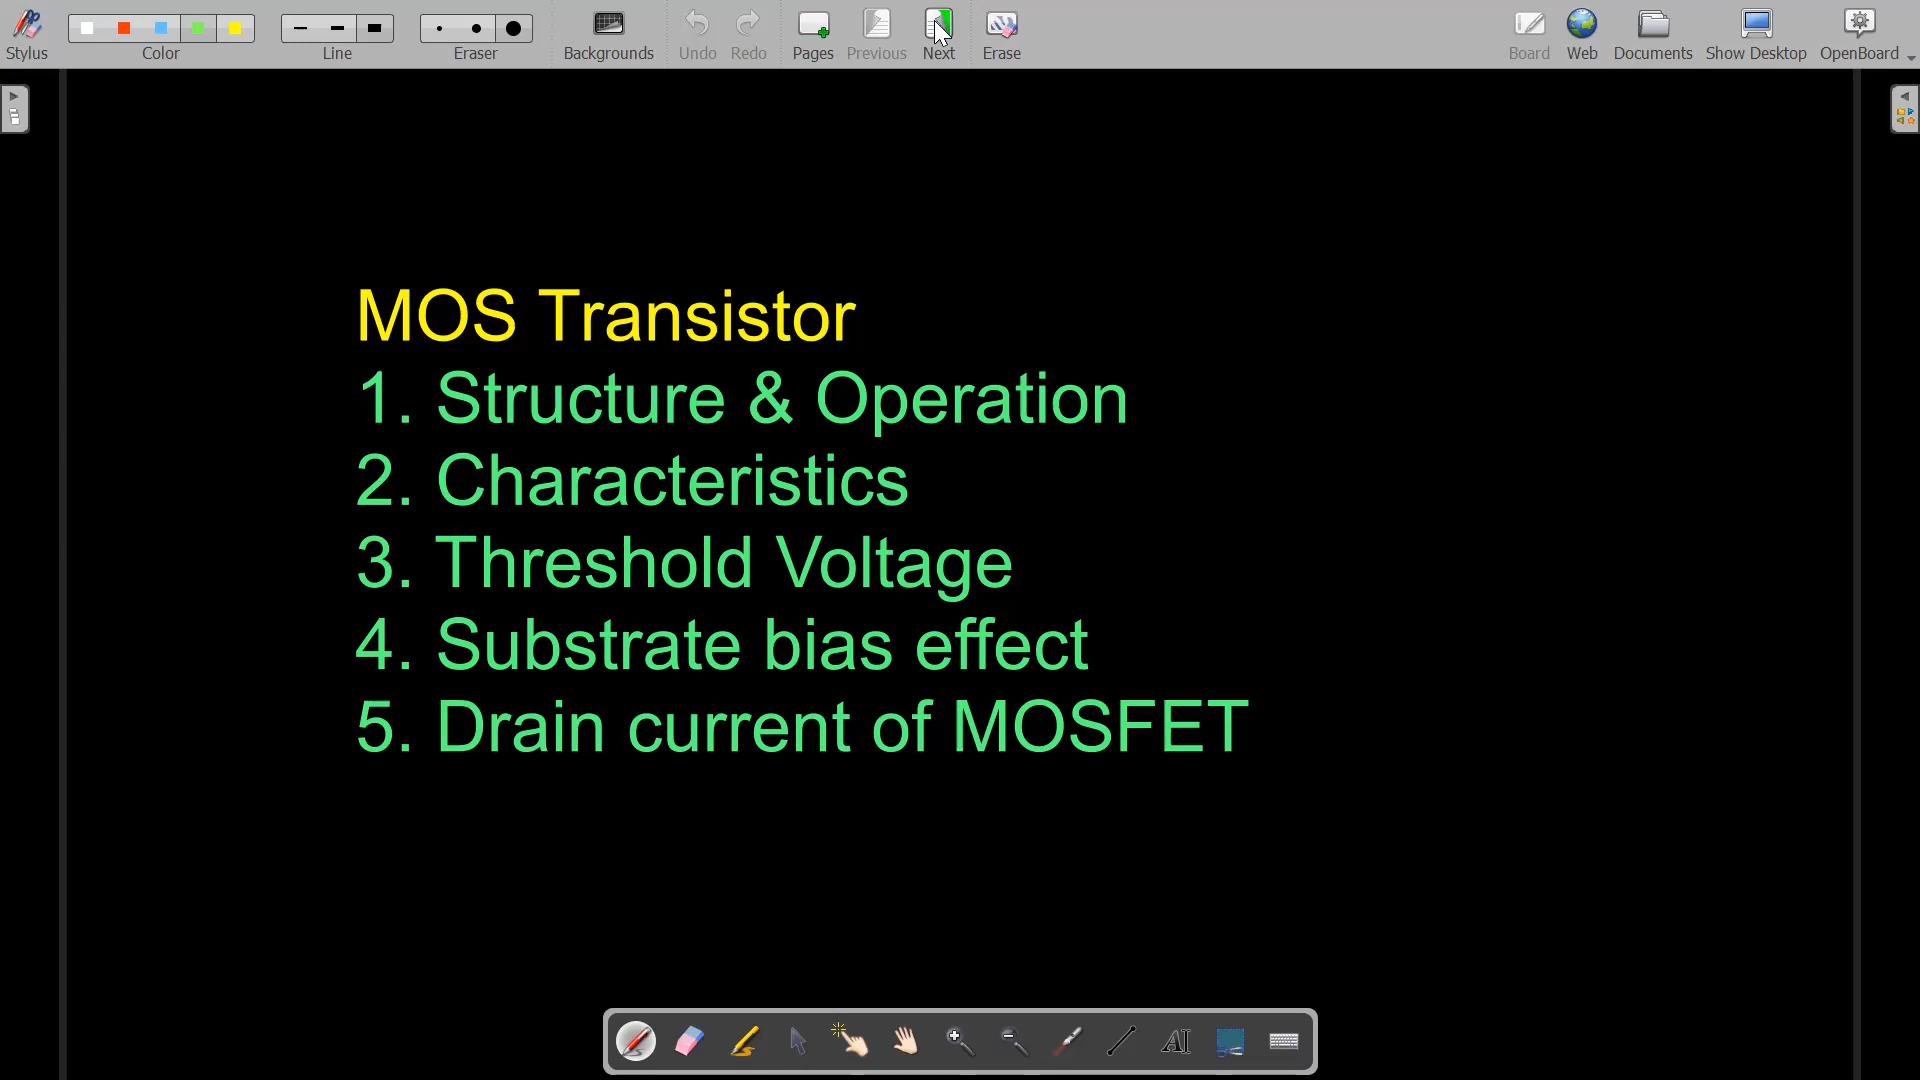 Stylus
Color
Line
Eraser
Backgrounds
Undo
Redo
Pages
Previous
Next
Erase
Board
Web
Documents
Show Desktop
OpenBoard
MOS Transistor
1. Structure & Operation
2. Characteristics
3. Threshold Voltage
4. Substrate bias effect
5. Drain current of MOSFET
AI